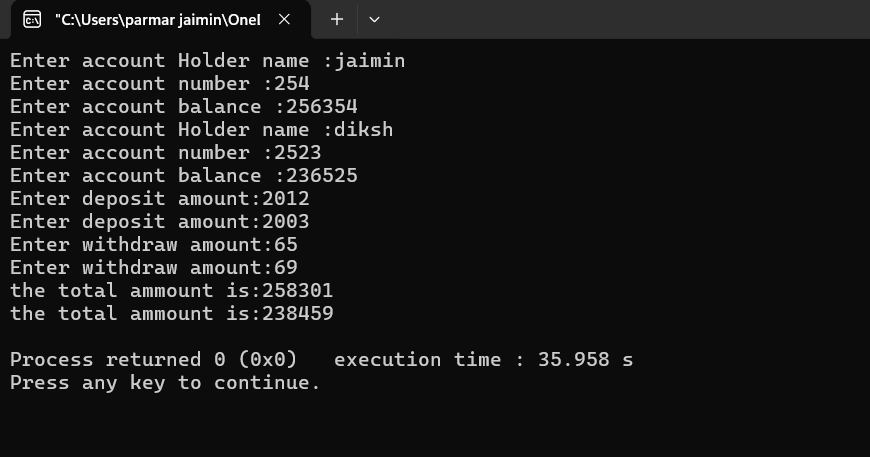 "C:\Users\parmar jaimin\OneI
Enter account Holder name :jaimin
Enter account number :254
Enter account balance :256354
Enter account Holder name :diksh
Enter account number :2523
Enter account balance :236525
Enter deposit amount:2012
Enter deposit amount:2003
Enter withdraw amount:65
Enter withdraw amount:69
the total ammount is:258301
the total ammount is:238459
Process returned 0 (0x0)   execution time : 35.958 s
Press any key to continue.